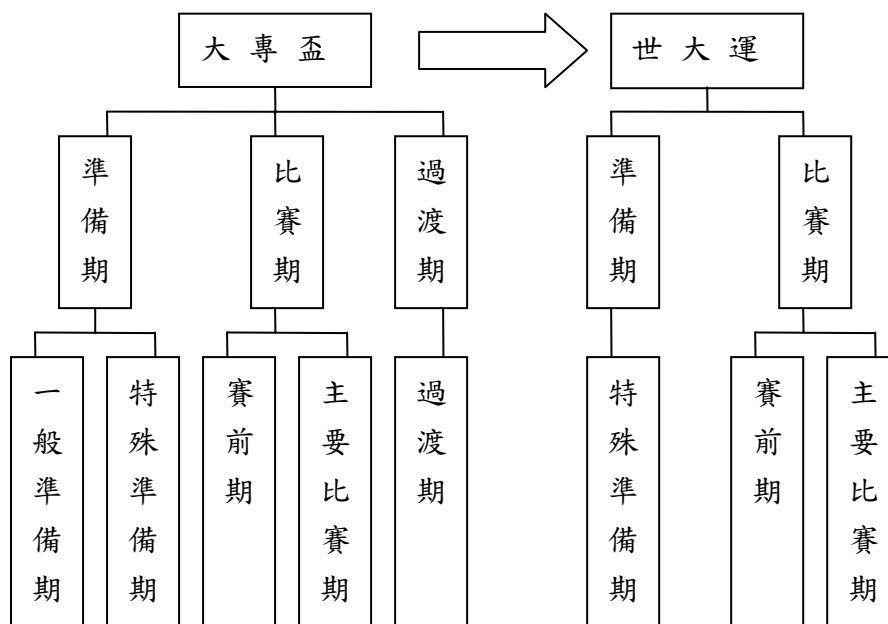 大專盃
世大運
準備期
比賽期
過渡期
準備期
比賽期
一般準備期
特殊準備期
賽前期
主要比賽期
過渡期
特殊準備期
賽前期
主要比賽期